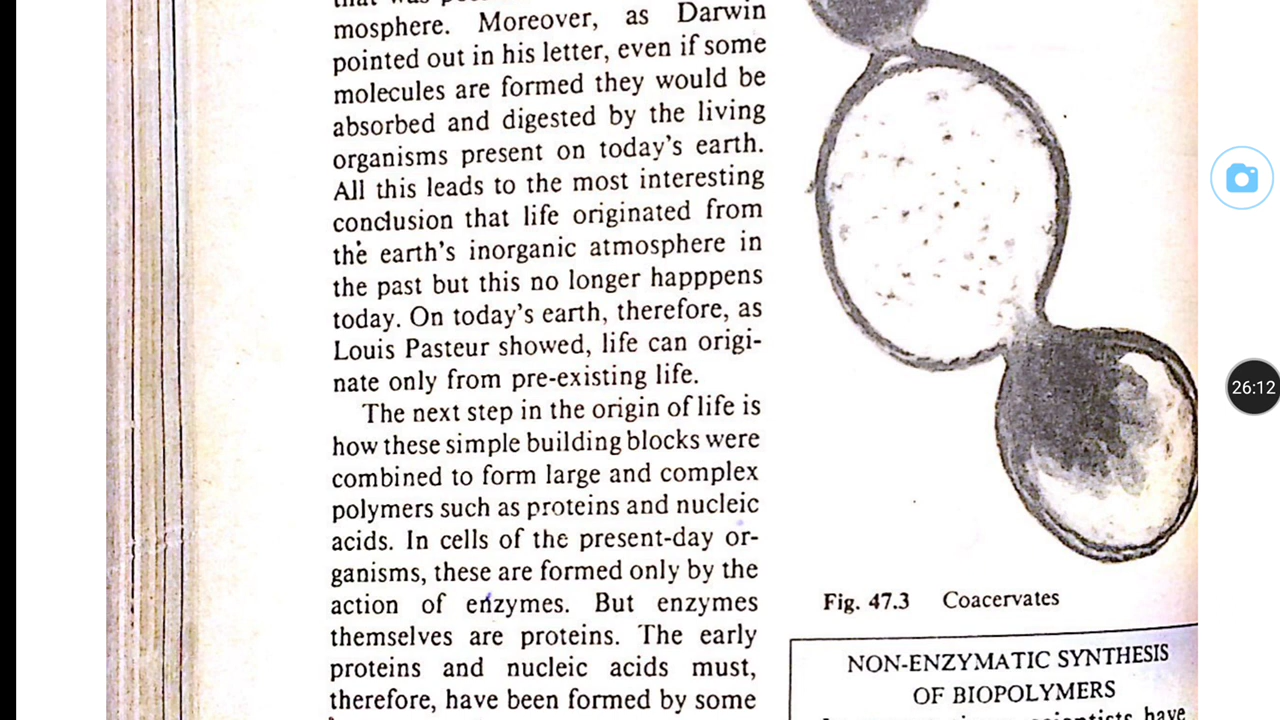 mosphere. Moreover, as Darwin
pointed out in his letter, even if some
molecules are formed they would be
absorbed and digested by the living
organisms present on today's earth.
All this leads to the most interesting
conclusion that life originated from
the earth's inorganic atmosphere in
the past but this no longer happpens
today. On today's earth, therefore, as
Louis Pasteur showed, life can origi-
nate only from pre-existing life.
The next step in the origin of life is
how these simple building blocks were
combined to form large and complex
polymers such as proteins and nucleic
acids. In cells of the present-day or-
ganisms, these are formed only by the
action of enzymes. But enzymes
themselves are proteins. The early
proteins and nucleic acids must,
therefore, have been formed by some
Fig. 47.3 Coacervates
NON-ENZYMATIC SYNTHESIS
OF BIOPOLYMERS
scientists have
26:12